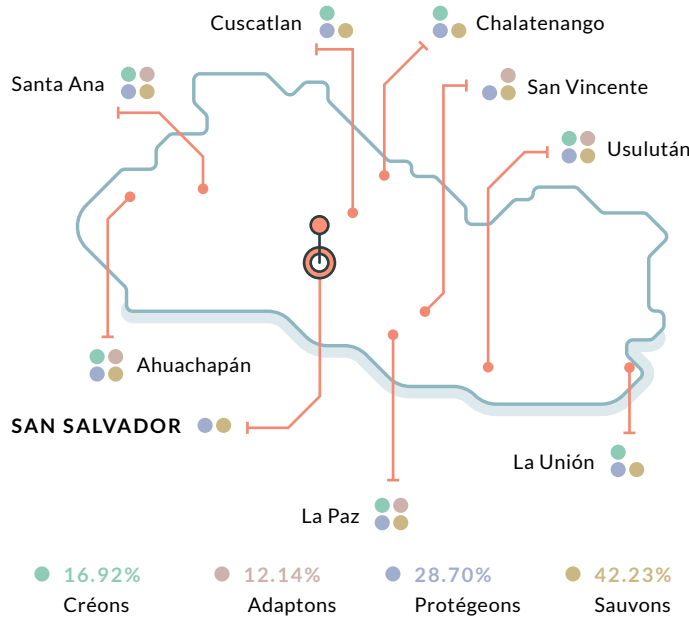 Cuscatlan
Chalatenango
Santa Ana
San Vincente
Usulután
Ahuachapán
SAN SALVADOR
La Unión
La Paz
16.92%
Créons
12.14%
Adaptons
28.70%
Protégeons
42.23%
Sauvons